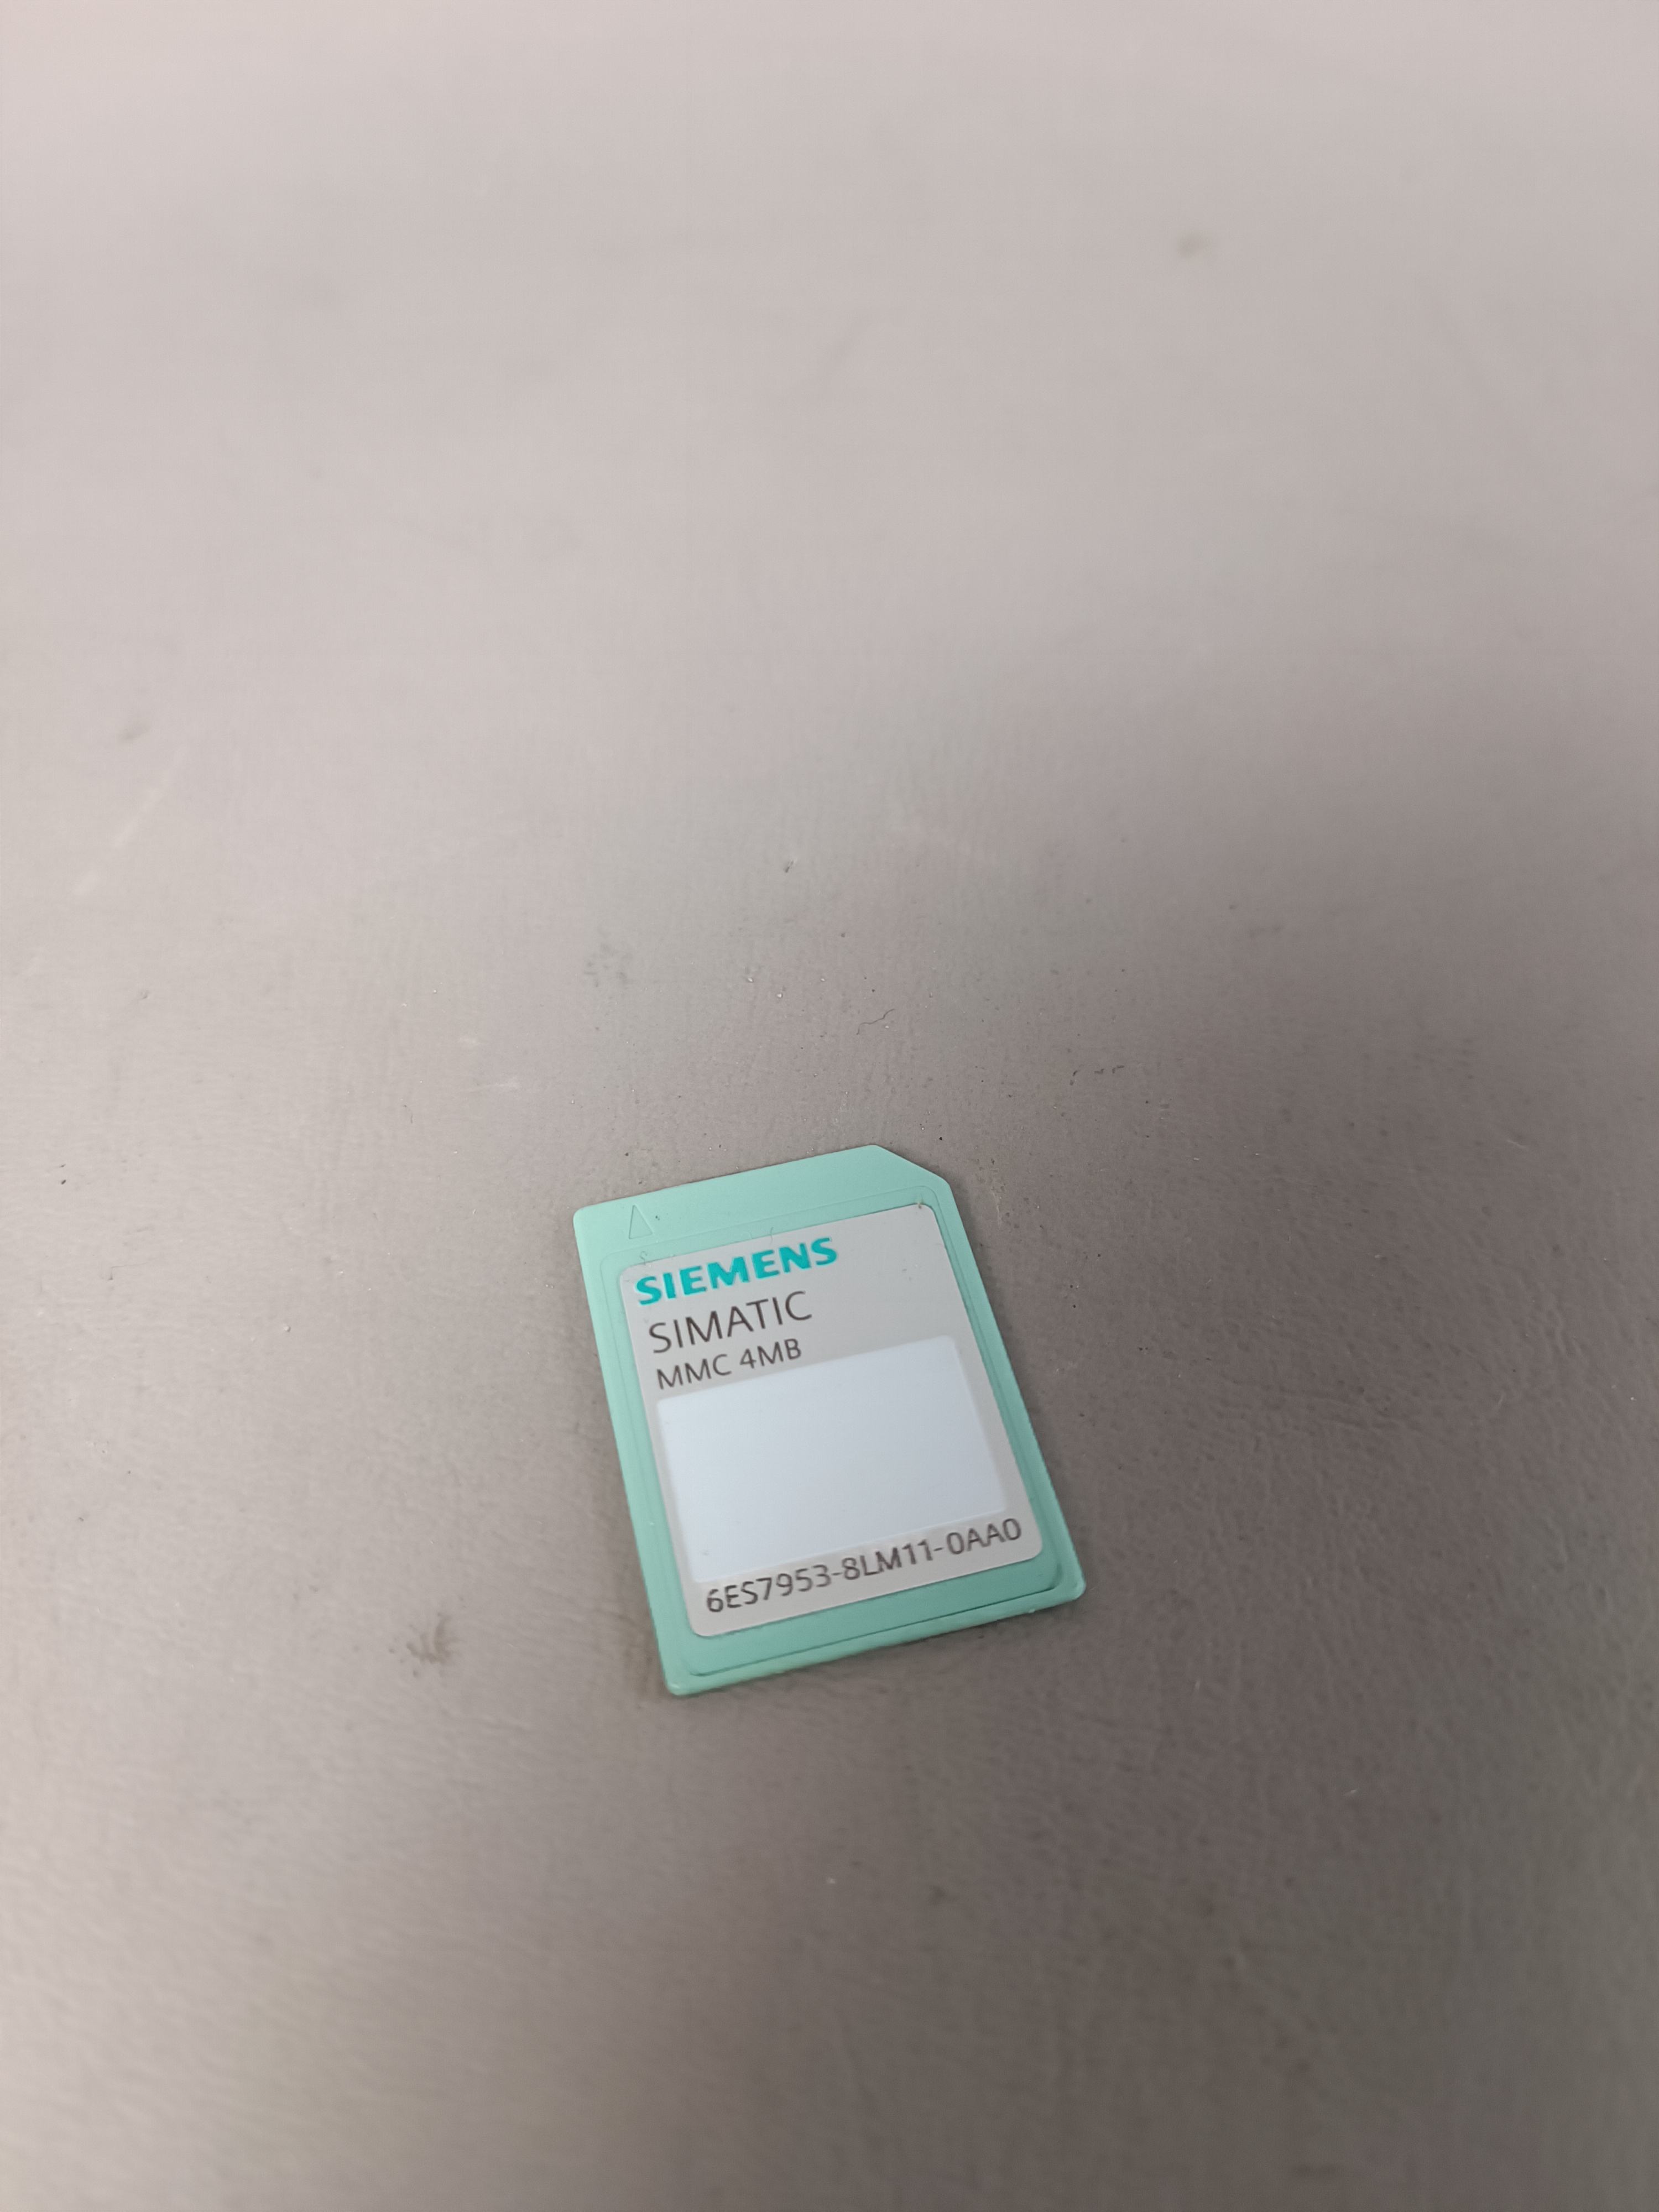 SIEMENS
SIMATIC
MMC 4MB
6ES7953-8LM11-0AA0